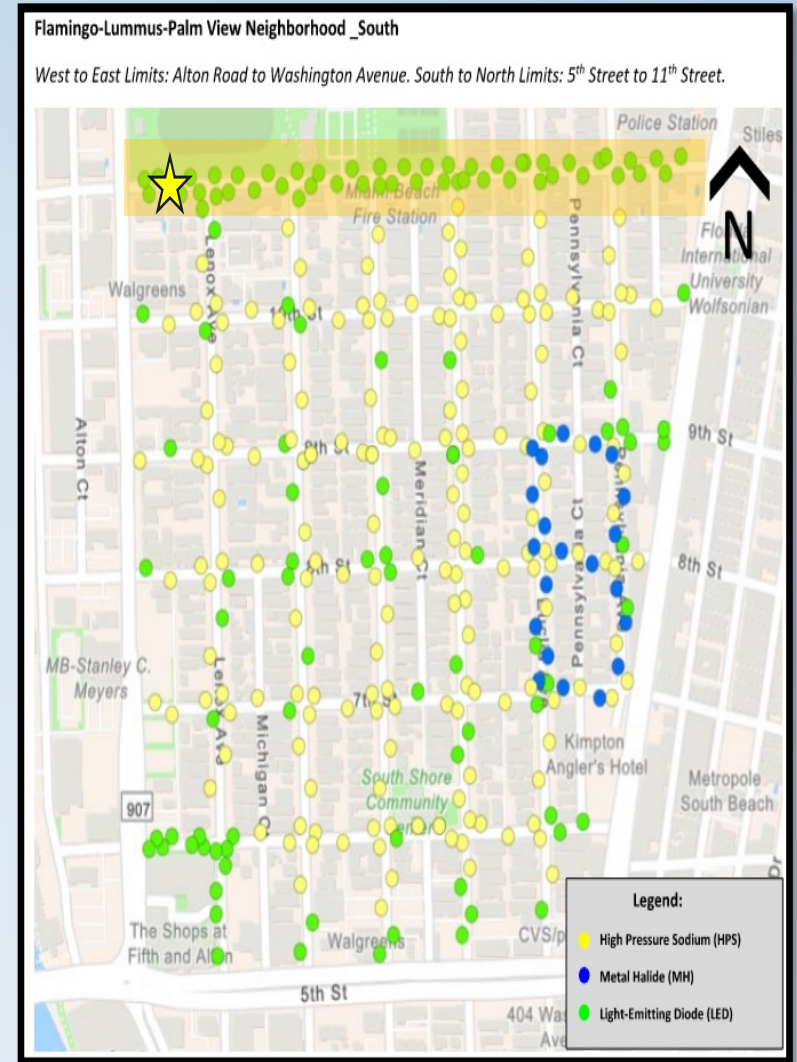 Flamingo-Lummus-Palm View Neighborhood _South
West to East Limits: Alton Road to Washington Avenue. South to North Limits: 5th Street to 11th Street.
Police Station
Stiles
Miami Beach
Fire Station
N
International
University
Wolfsonian
Walgreens
Lenox Ave
Pennsylvania Ct
Alton Ct
9th St
Meridian Ct
Pennsylvania Ct
8th St
MB-Stanley C.
Meyers
Michigan Ct
Kimpton
Angler's Hotel
South Shore
Community
Metropole
South Beach
907
The Shops at
Fifth and Alton
Walgreens
CVS/p
5th St
404 Was
Ave
Legend:
High Pressure Sodium (HPS)
Metal Halide (MH)
Light-Emitting Diode (LED)